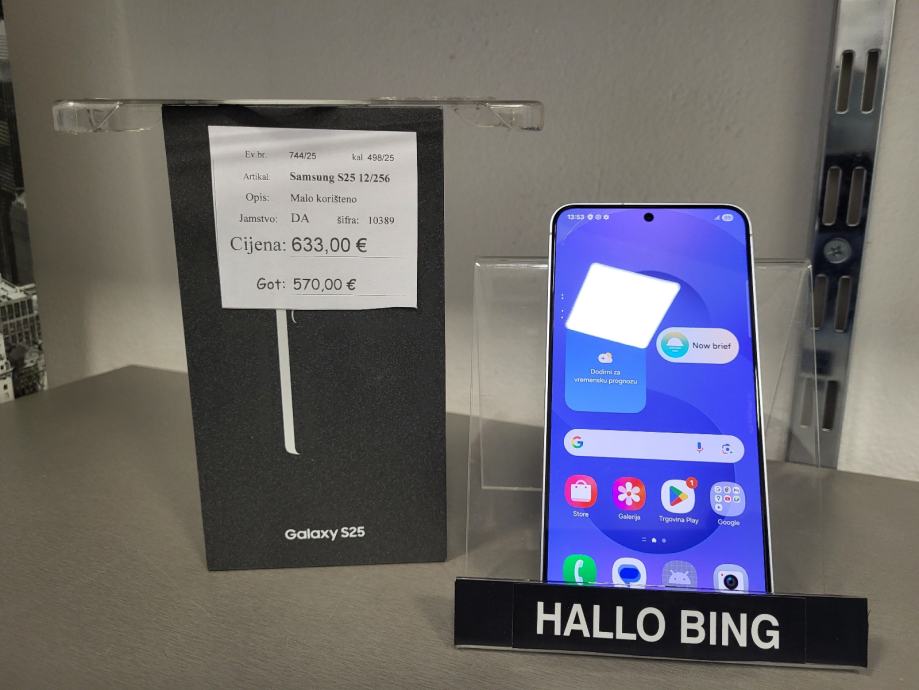 Ev.br. 744/25 kal 498/25
Artikal: Samsung S25 12/256
Opis: Malo korišteno
Jamstvo: DA šifra: 10389
Cijena: 633,00 €
Got: 570,00 €
Galaxy S25
13:53
Now brief
Dodirni za
vremensku prognozu
G
1
Store Galerija Trgovina Play Google
HALLO BING